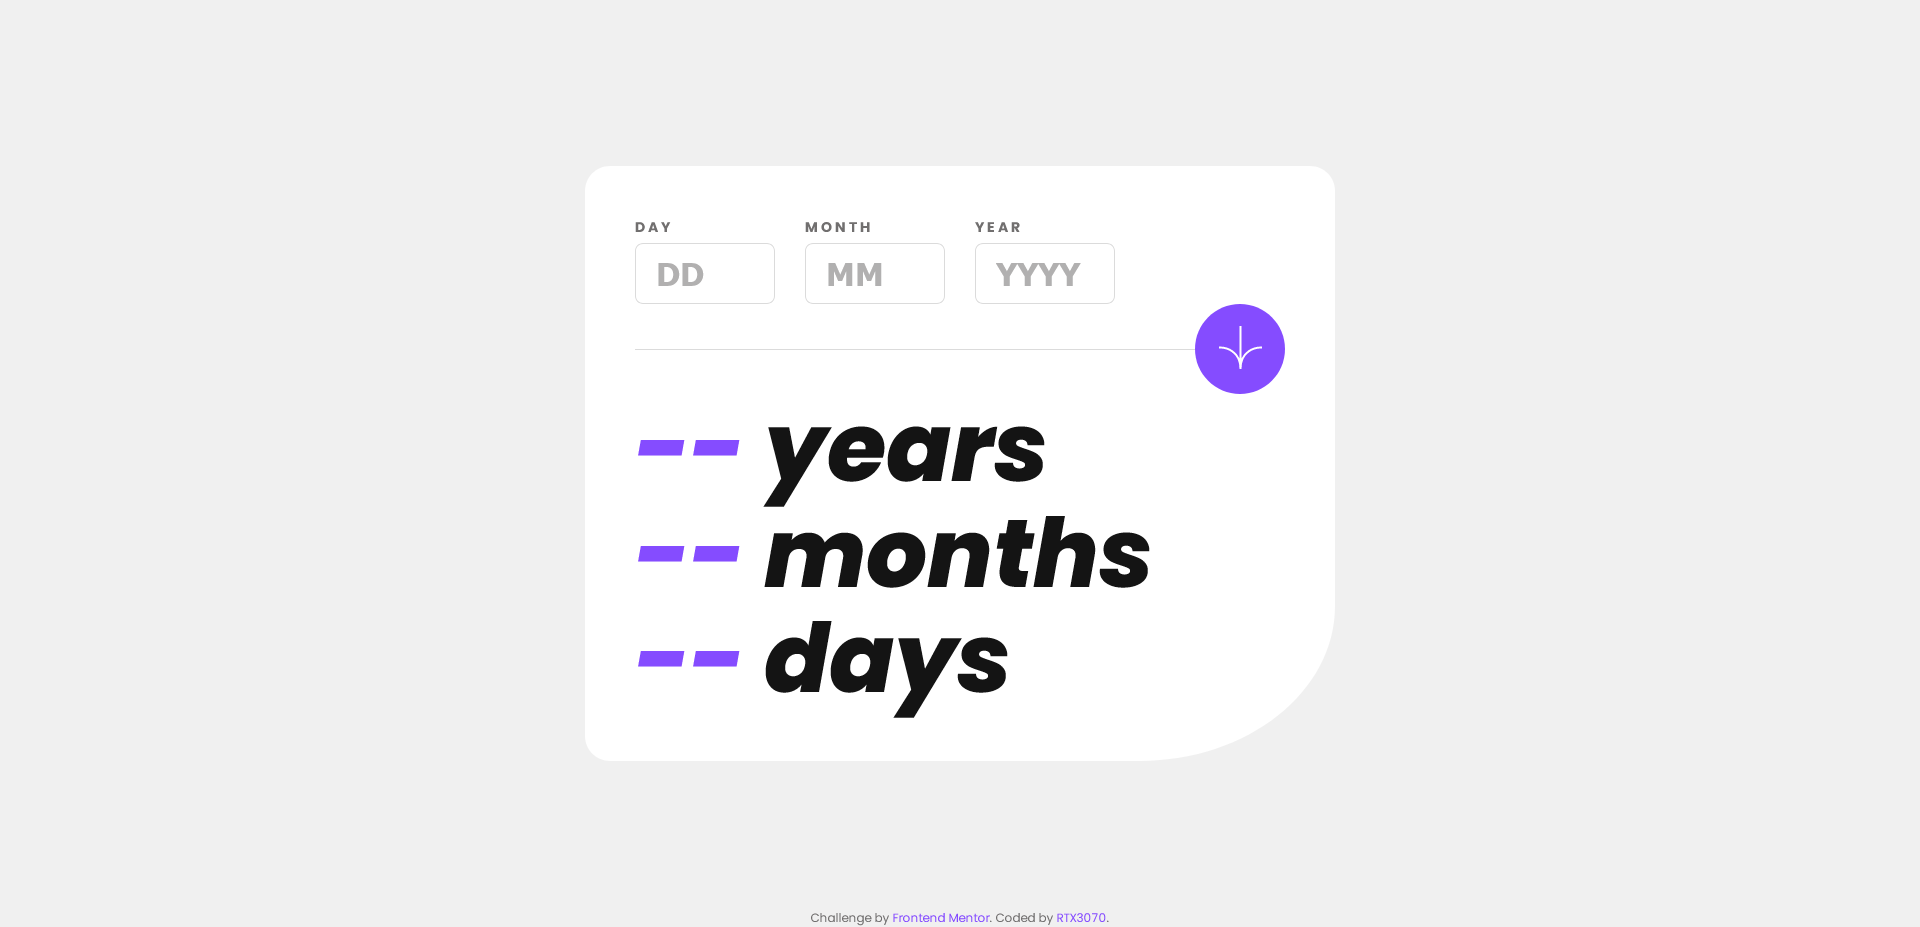 DAY MONTH YEAR
DD MM YYYY
-- years
-- months
-- days
Challenge by Frontend Mentor. Coded by RTX3070.